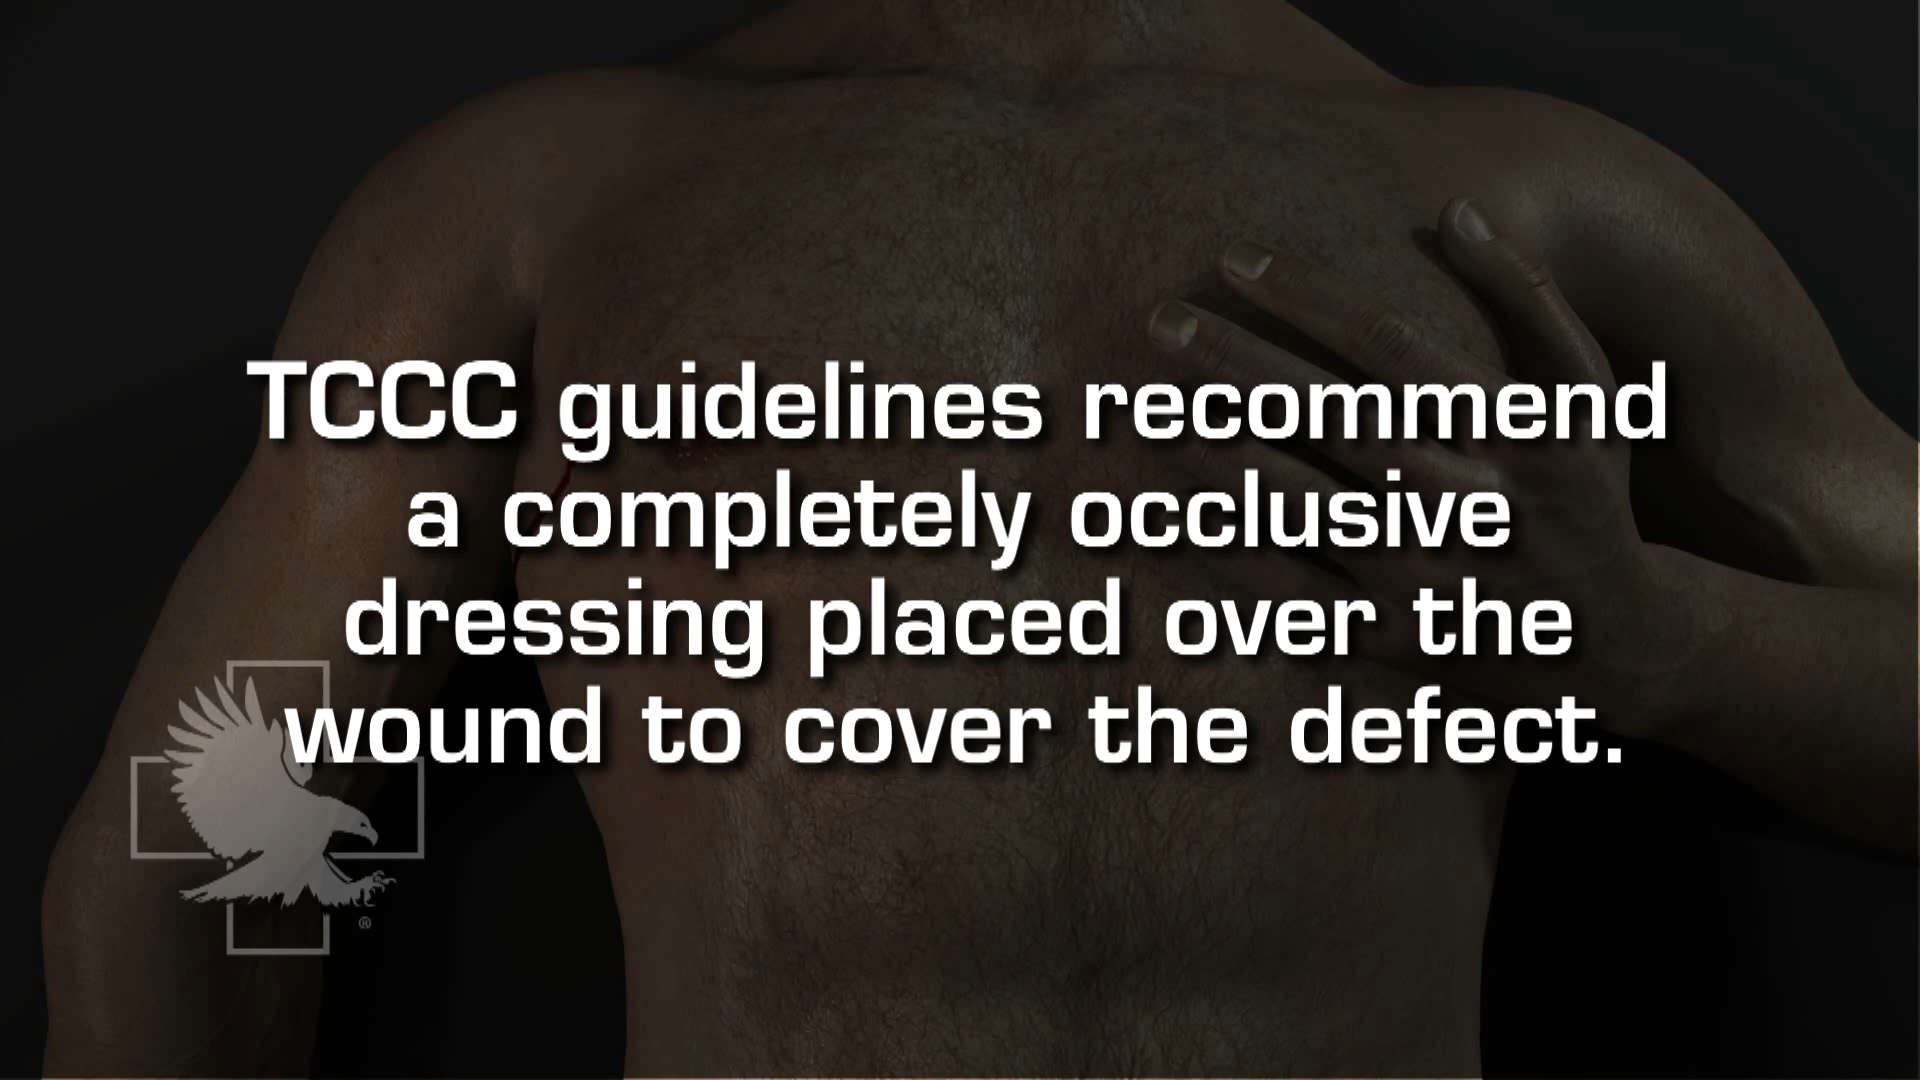 TCCC guidelines recommend
a completely occlusive
dressing placed over the
wound to cover the defect.
®